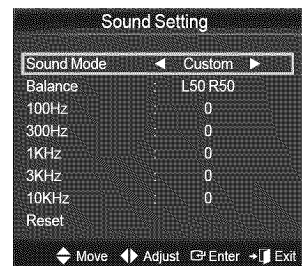 Sound Setting
Sound Mode ◀ Custom ▶
Balance : L50 R50
100Hz : 0
300Hz : 0
1KHz : 0
3KHz : 0
10KHz : 0
Reset
Move Adjust Enter Exit